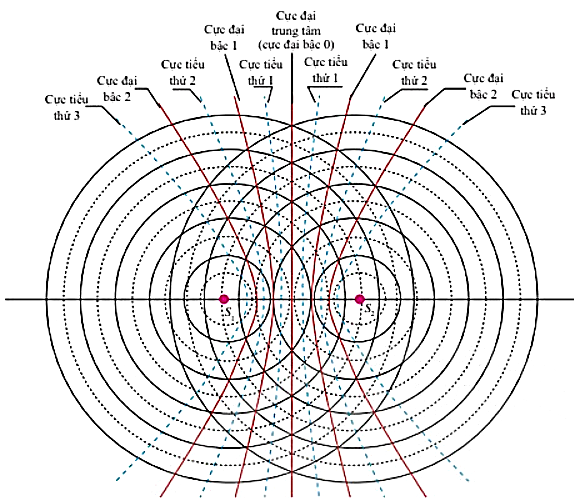 Cực đại
trung tâm
(cực đại bậc 0)
Cực đại
bậc 1
Cực đại
bậc 1
Cực tiểu
thứ 2
Cực tiểu
thứ 1
Cực tiểu
thứ 1
Cực tiểu
thứ 2
Cực đại
bậc 2
Cực đại
bậc 2
Cực tiểu
thứ 3
Cực tiểu
thứ 3
S₁
S₂